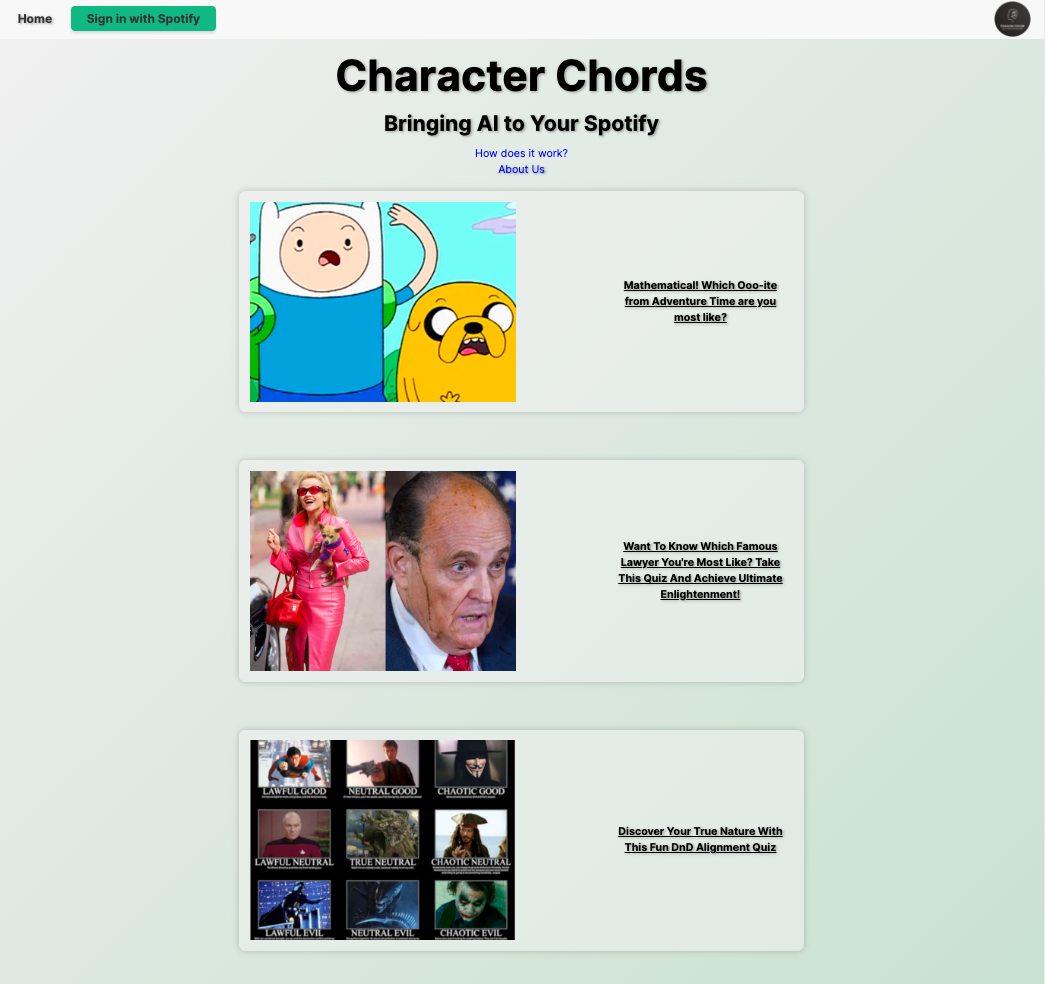 Home
Sign in with Spotify
Character Chords
Bringing AI to Your Spotify
How does it work?
About Us
Mathematical! Which Ooo-ite
from Adventure Time are you
most like?
Want To Know Which Famous
Lawyer You're Most Like? Take
This Quiz And Achieve Ultimate
Enlightenment!
LAWFUL GOOD
NEUTRAL GOOD
CHAOTIC GOOD
LAWFUL NEUTRAL
TRUE NEUTRAL
CHAOTIC NEUTRAL
LAWFUL EVIL
NEUTRAL EVIL
CHAOTIC EVIL
Discover Your True Nature With
This Fun DnD Alignment Quiz